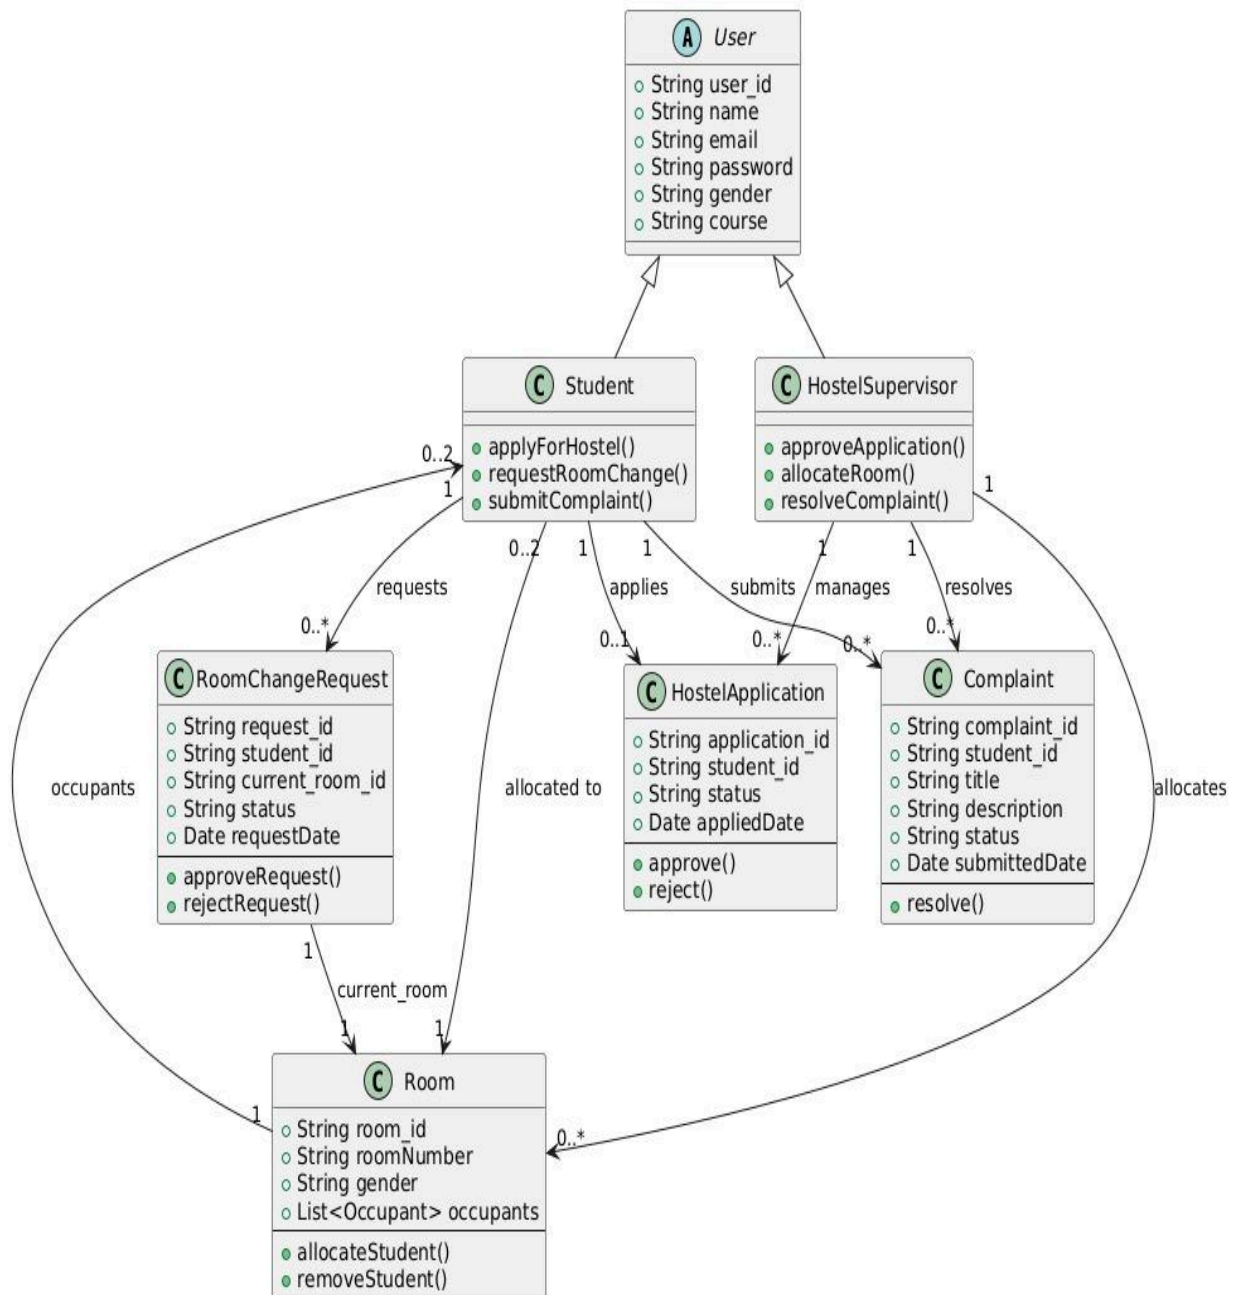 A User
String user_id
String name
String email
String password
String gender
String course
C Student
applyForHostel()
requestRoomChange()
submitComplaint()
C HostelSupervisor
approveApplication()
allocateRoom()
resolveComplaint()
0..2
1
0..2
1
1
1
1
1
requests
applies
submits
manages
resolves
0..*
0..1
0..*
0..*
0..*
C RoomChangeRequest
String request_id
String student_id
String current_room_id
String status
Date requestDate
approveRequest()
rejectRequest()
C HostelApplication
String application_id
String student_id
String status
Date appliedDate
approve()
reject()
C Complaint
String complaint_id
String student_id
String title
String description
String status
Date submittedDate
resolve()
occupants
allocated to
allocates
1
current_room
1
1
1
0..*
C Room
String room_id
String roomNumber
String gender
List<Occupant> occupants
allocateStudent()
removeStudent()